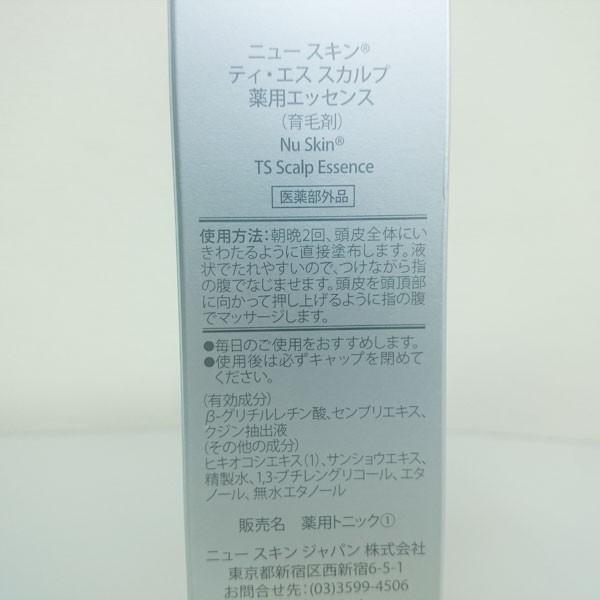 ニュー スキン®
ティ・エス スカルプ
薬用エッセンス
（育毛剤）
Nu Skin®
TS Scalp Essence
医薬部外品
使用方法：朝晩2回、頭皮全体にい
きわたるように直接塗布します。液
状でたれやすいので、つけながら指
の腹でなじませます。頭皮を頭頂部
に向かって押し上げるように指の腹
でマッサージします。
●毎日のご使用をおすすめします。
●使用後は必ずキャップを閉めて
ください。
（有効成分）
β-グリチルレチン酸、センブリエキス、
クジン抽出液
（その他の成分）
ヒキオコシエキス（1）、サンショウエキス、
精製水、1,3-ブチレングリコール、エタ
ノール、無水エタノール
販売名 薬用トニック①
ニュー スキン ジャパン 株式会社
東京都新宿区西新宿6-5-1
お問合せ先：(03)3599-4506